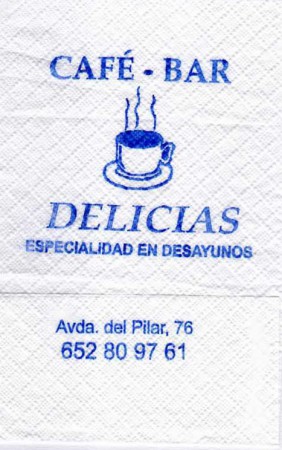 CAFÉ - BAR
DELICIAS
ESPECIALIDAD EN DESAYUNOS
Avda. del Pilar, 76
652 80 97 61